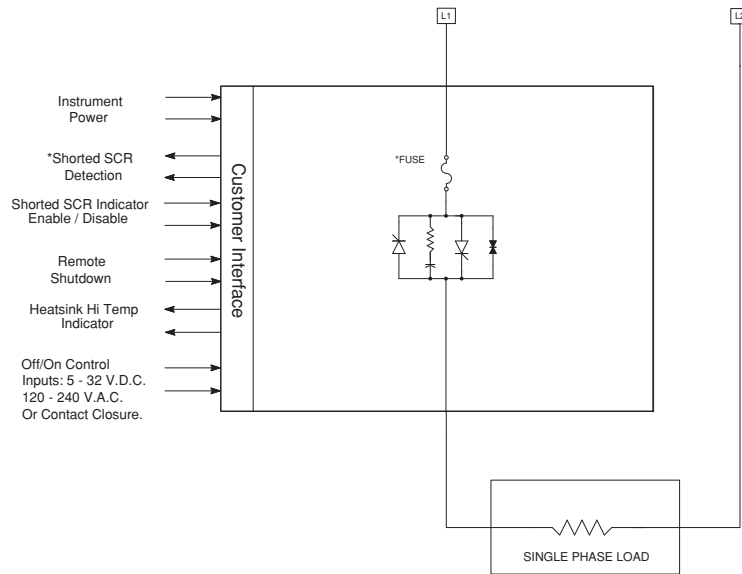 L1
L2
Instrument
Power
*Shorted SCR
Detection
Shorted SCR Indicator
Enable / Disable
Remote
Shutdown
Heatsink Hi Temp
Indicator
Off/On Control
Inputs: 5 - 32 V.D.C.
120 - 240 V.A.C.
Or Contact Closure.
Customer Interface
*FUSE
SINGLE PHASE LOAD